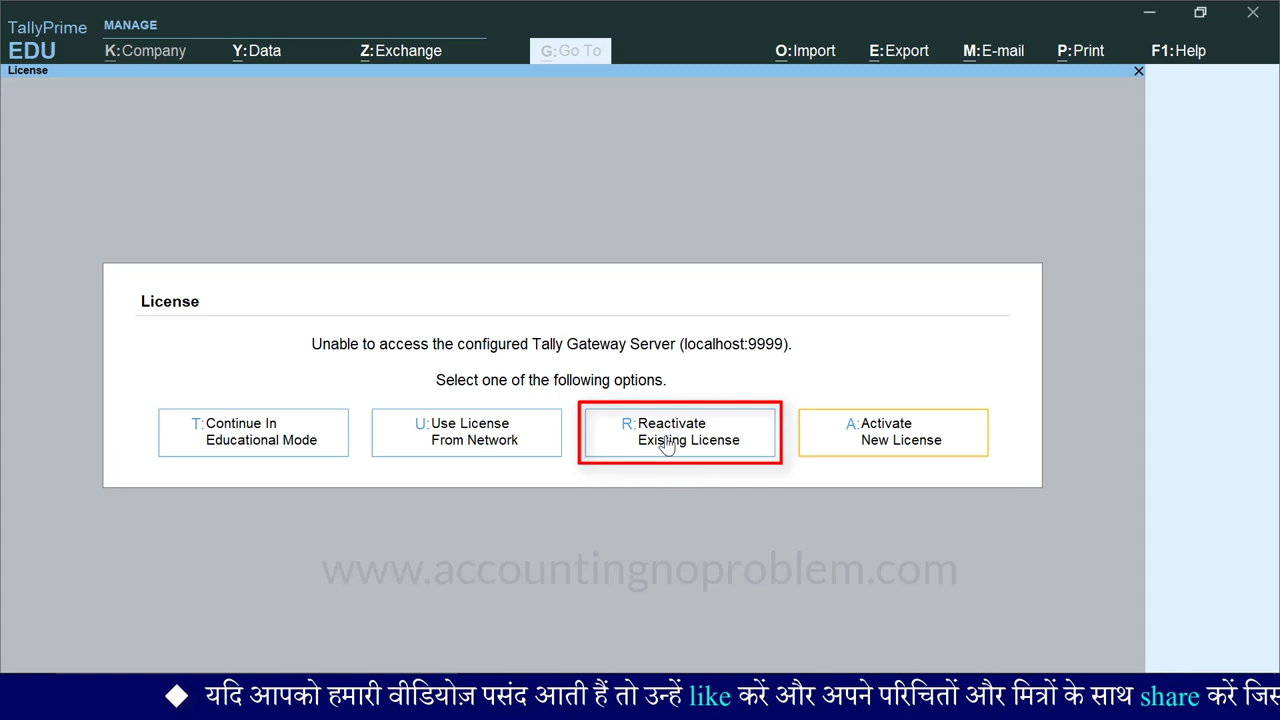 TallyPrime
EDU
MANAGE
K:Company Y:Data Z:Exchange G:Go To O:Import E:Export M:E-mail P:Print F1:Help
License
License
Unable to access the configured Tally Gateway Server (localhost:9999).
Select one of the following options.
T:Continue In
Educational Mode
U:Use License
From Network
R:Reactivate
Existing License
A:Activate
New License
www.accountingnoproblem.com
यदि आपको हमारी वीडियोज़ पसंद आती हैं तो उन्हें like करें और अपने परिचितों और मित्रों के साथ share करें जिस